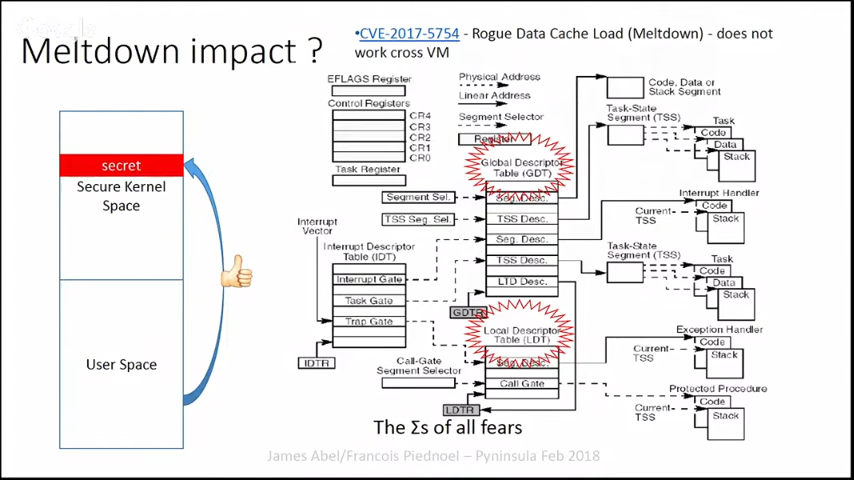 Meltdown impact ?
•CVE-2017-5754 - Rogue Data Cache Load (Meltdown) - does not
work cross VM
secret
Secure Kernel
Space
User Space
EFLAGS Register
Control Registers
CR4
CR3
CR2
CR1
CR0
Task Register
Physical Address
Linear Address
Segment Selector
Register
Global Descriptor
Table (GDT)
Segment Sel.
Seg. Desc.
TSS Seg. Sel.
TSS Desc.
Seg. Desc.
TSS Desc.
LTD Desc.
GDTR
Interrupt
Vector
Interrupt Descriptor
Table (IDT)
Interrupt Gate
Task Gate
Trap Gate
IDTR
Call-Gate
Segment Selector
Local Descriptor
Table (LDT)
Seg. Desc.
Call Gate
LDTR
Code, Data or
Stack Segment
Task-State
Segment (TSS)
Task
Code
Data
Stack
Interrupt Handler
Code
Current-
TSS
Stack
Task-State
Segment (TSS)
Task
Code
Data
Stack
Exception Handler
Code
Current-
TSS
Stack
Protected Procedure
Code
Current-
TSS
Stack
The Σs of all fears
James Abel/Francois Piednoel – Pyninsula Feb 2018